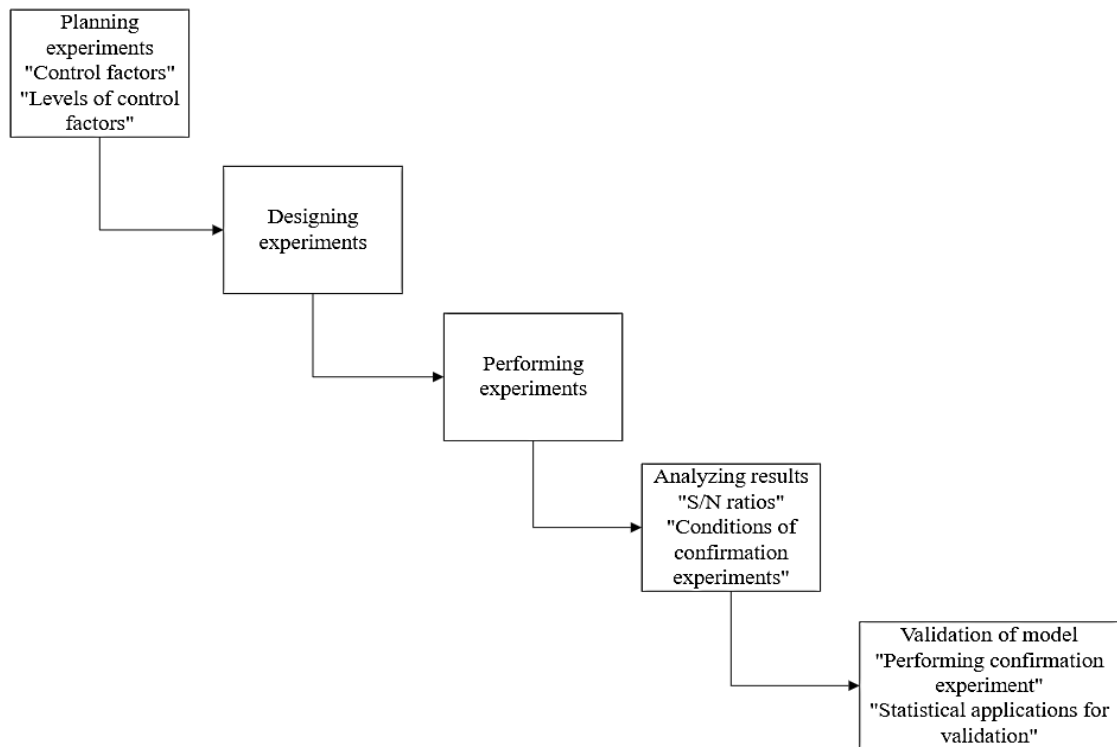 Planning
experiments
"Control factors"
"Levels of control
factors"
Designing
experiments
Performing
experiments
Analyzing results
"S/N ratios"
"Conditions of
confirmation
experiments"
Validation of model
"Performing confirmation
experiment"
"Statistical applications for
validation"